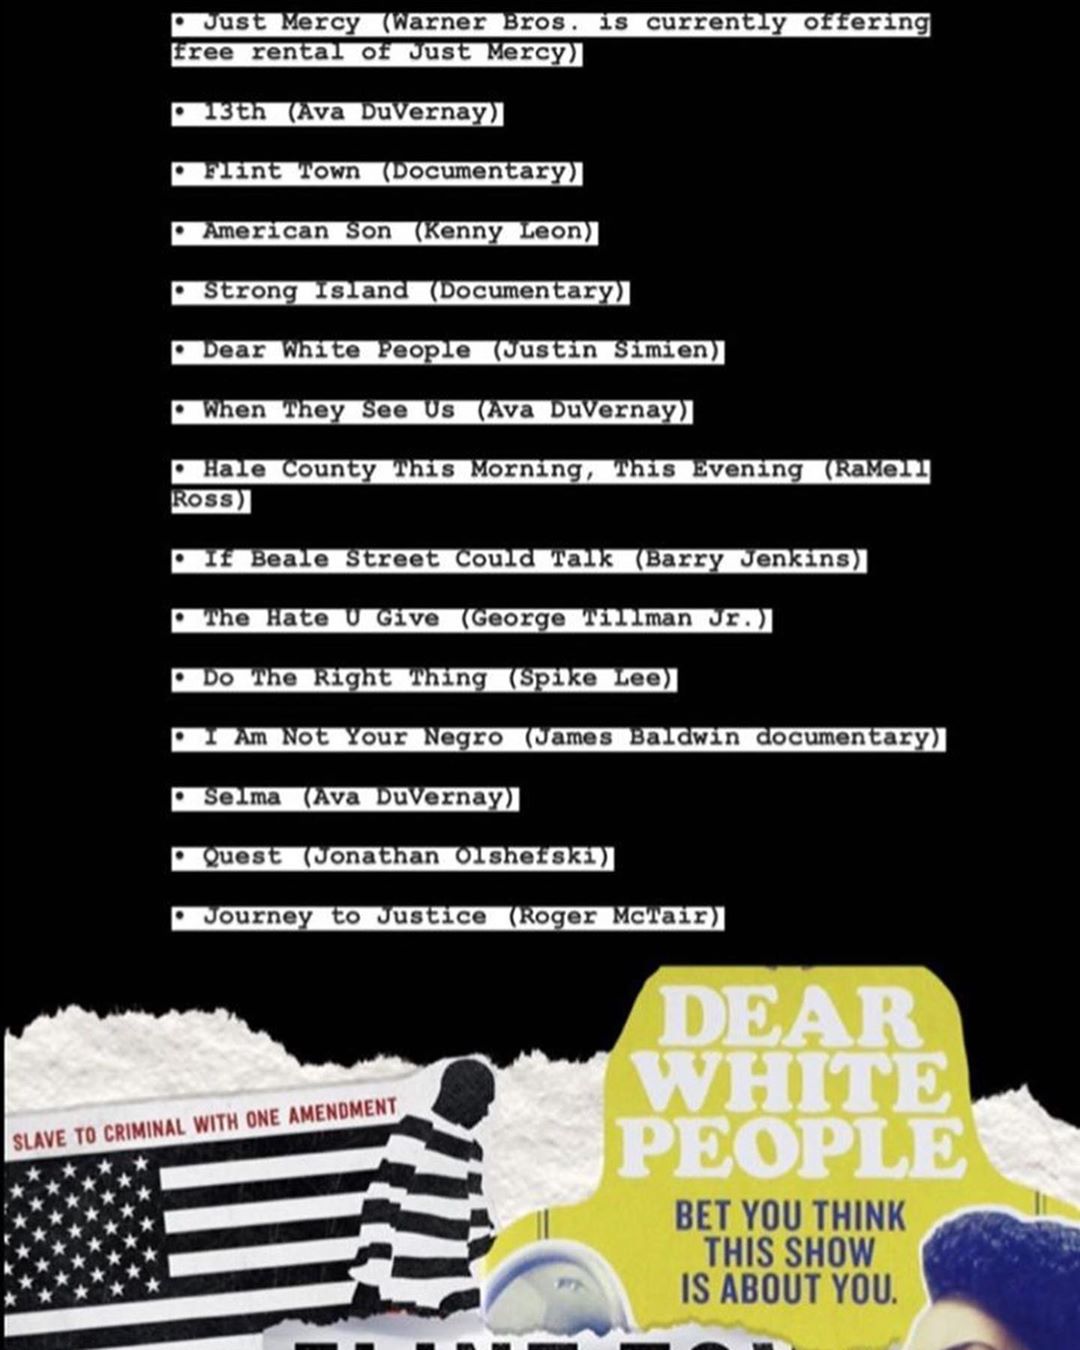 • Just Mercy (Warner Bros. is currently offering
free rental of Just Mercy)
• 13th (Ava DuVernay)
• Flint Town (Documentary)
• American Son (Kenny Leon)
• Strong Island (Documentary)
• Dear White People (Justin Simien)
• When They See Us (Ava DuVernay)
• Hale County This Morning, This Evening (RaMell
Ross)
• If Beale Street Could Talk (Barry Jenkins)
• The Hate U Give (George Tillman Jr.)
• Do The Right Thing (Spike Lee)
• I Am Not Your Negro (James Baldwin documentary)
• Selma (Ava DuVernay)
• Quest (Jonathan Olshefski)
• Journey to Justice (Roger McTair)
SLAVE TO CRIMINAL WITH ONE AMENDMENT
DEAR
WHITE
PEOPLE
BET YOU THINK
THIS SHOW
IS ABOUT YOU.